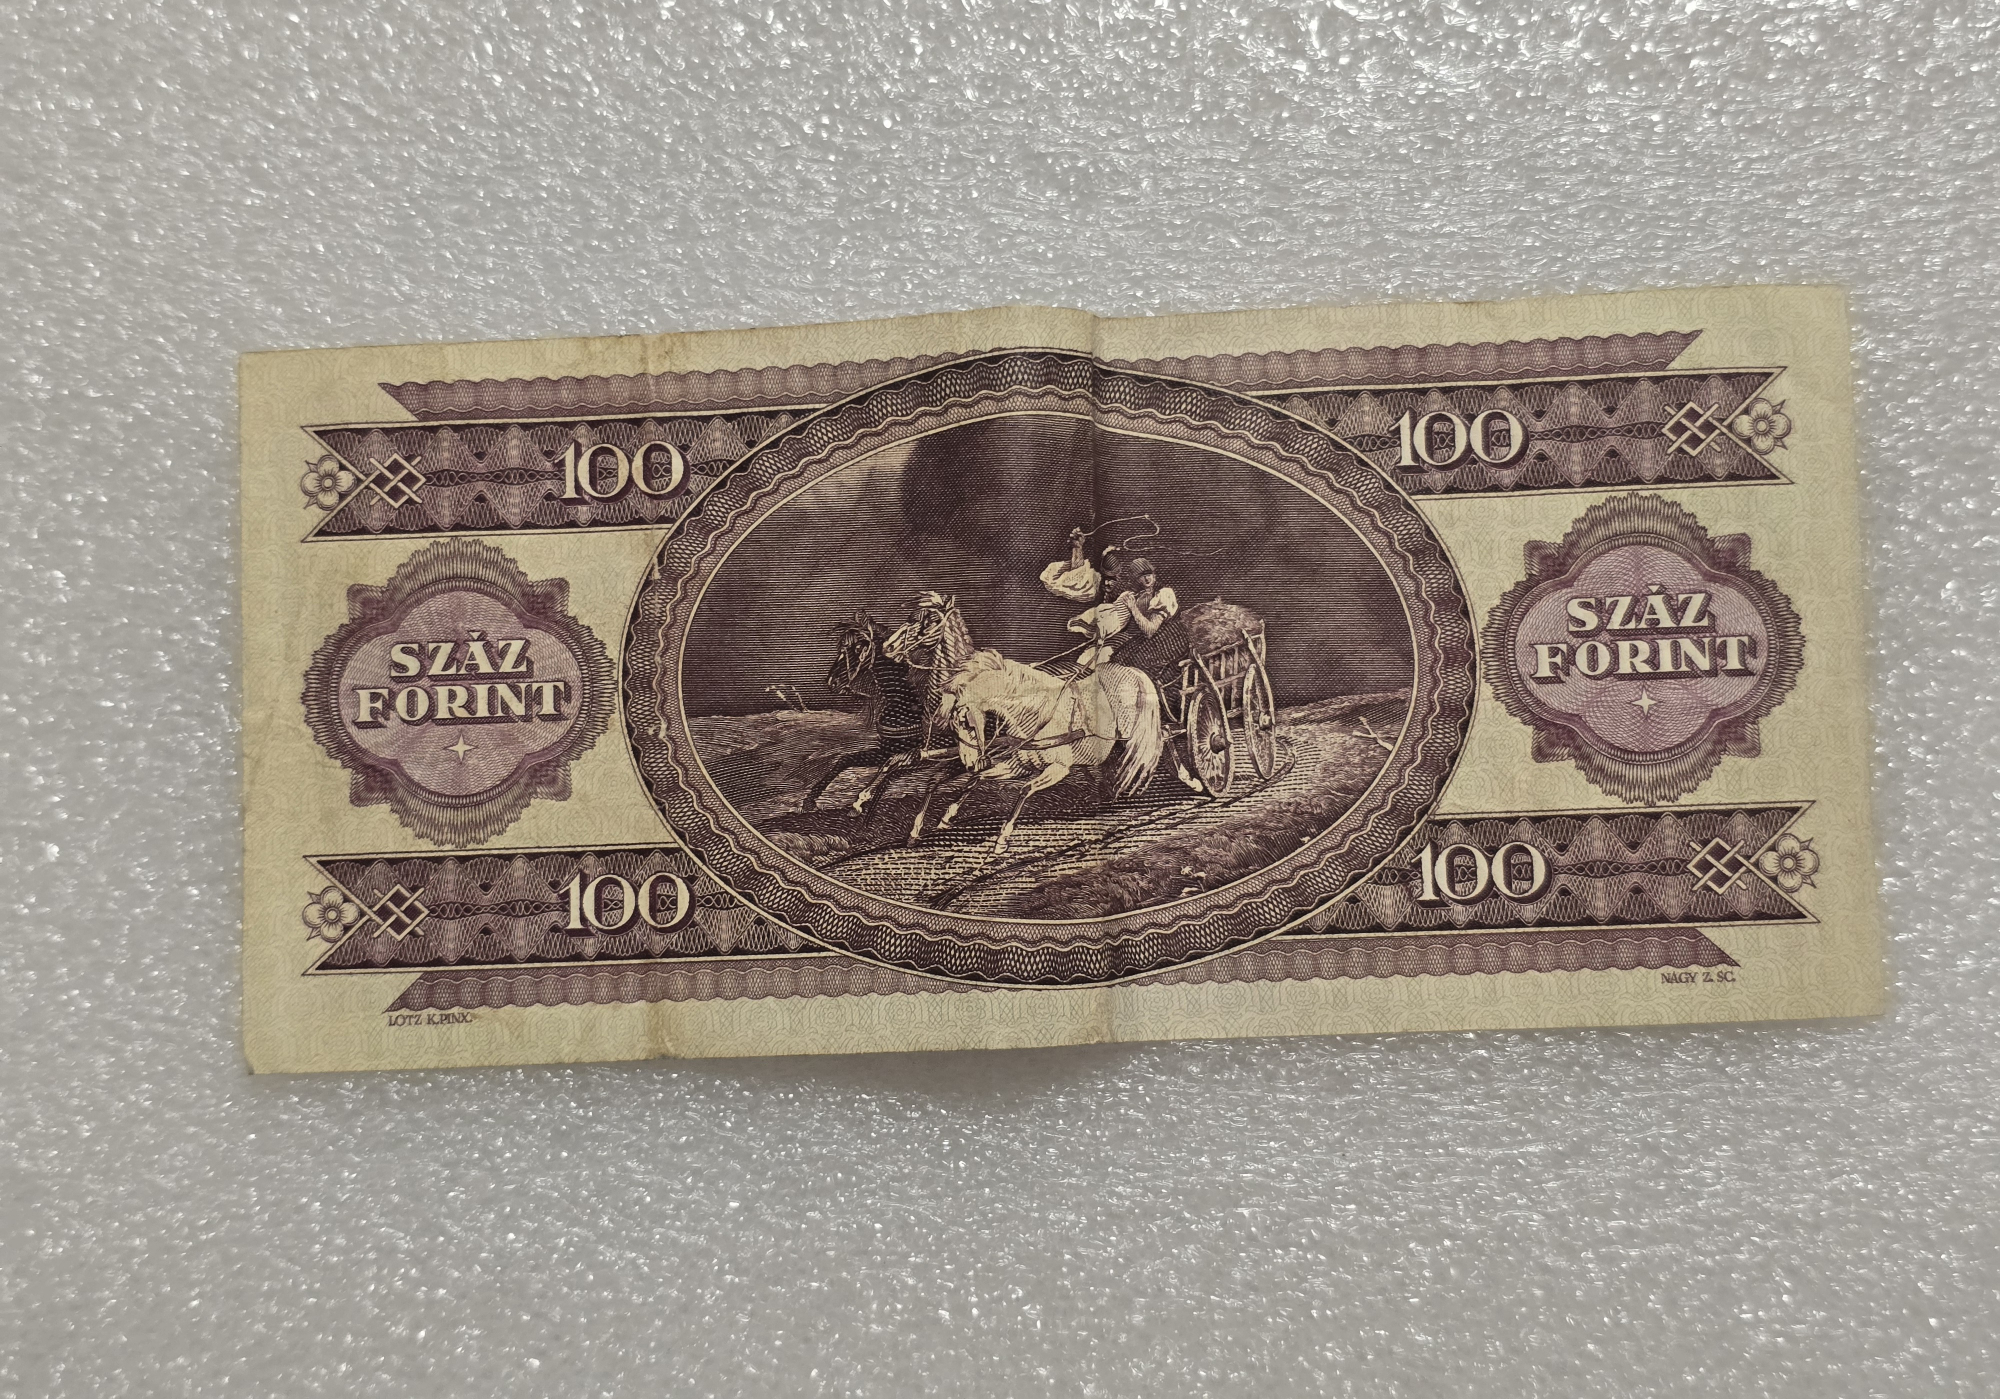 100
100
SZÁZ
FORINT
SZÁZ
FORINT
100
100
LOTZ K.PINX.
NAGY Z. SC.